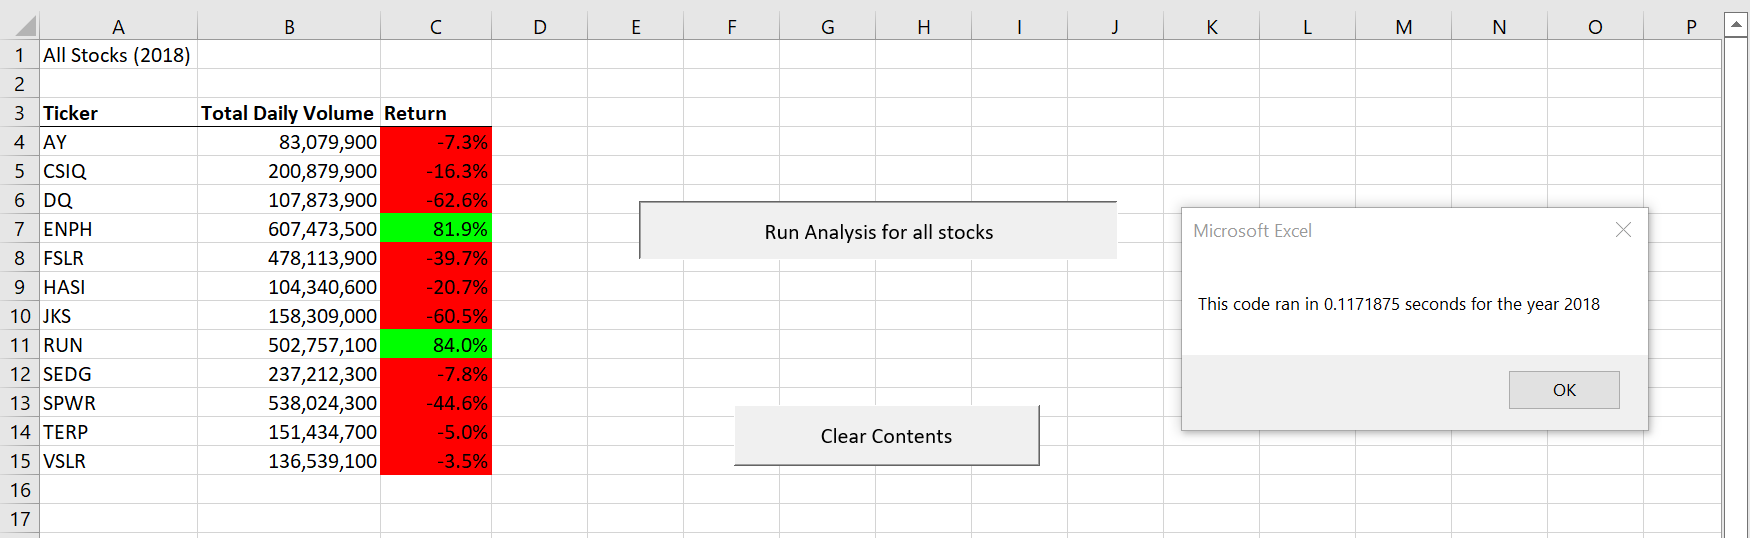 A B C D E F G H I J K L M N O P
1 All Stocks (2018)
2
3 Ticker Total Daily Volume Return
4 AY 83,079,900 -7.3%
5 CSIQ 200,879,900 -16.3%
6 DQ 107,873,900 -62.6%
7 ENPH 607,473,500 81.9%
8 FSLR 478,113,900 -39.7%
9 HASI 104,340,600 -20.7%
10 JKS 158,309,000 -60.5%
11 RUN 502,757,100 84.0%
12 SEDG 237,212,300 -7.8%
13 SPWR 538,024,300 -44.6%
14 TERP 151,434,700 -5.0%
15 VSLR 136,539,100 -3.5%
16
17
Run Analysis for all stocks
Clear Contents
Microsoft Excel
This code ran in 0.1171875 seconds for the year 2018
OK